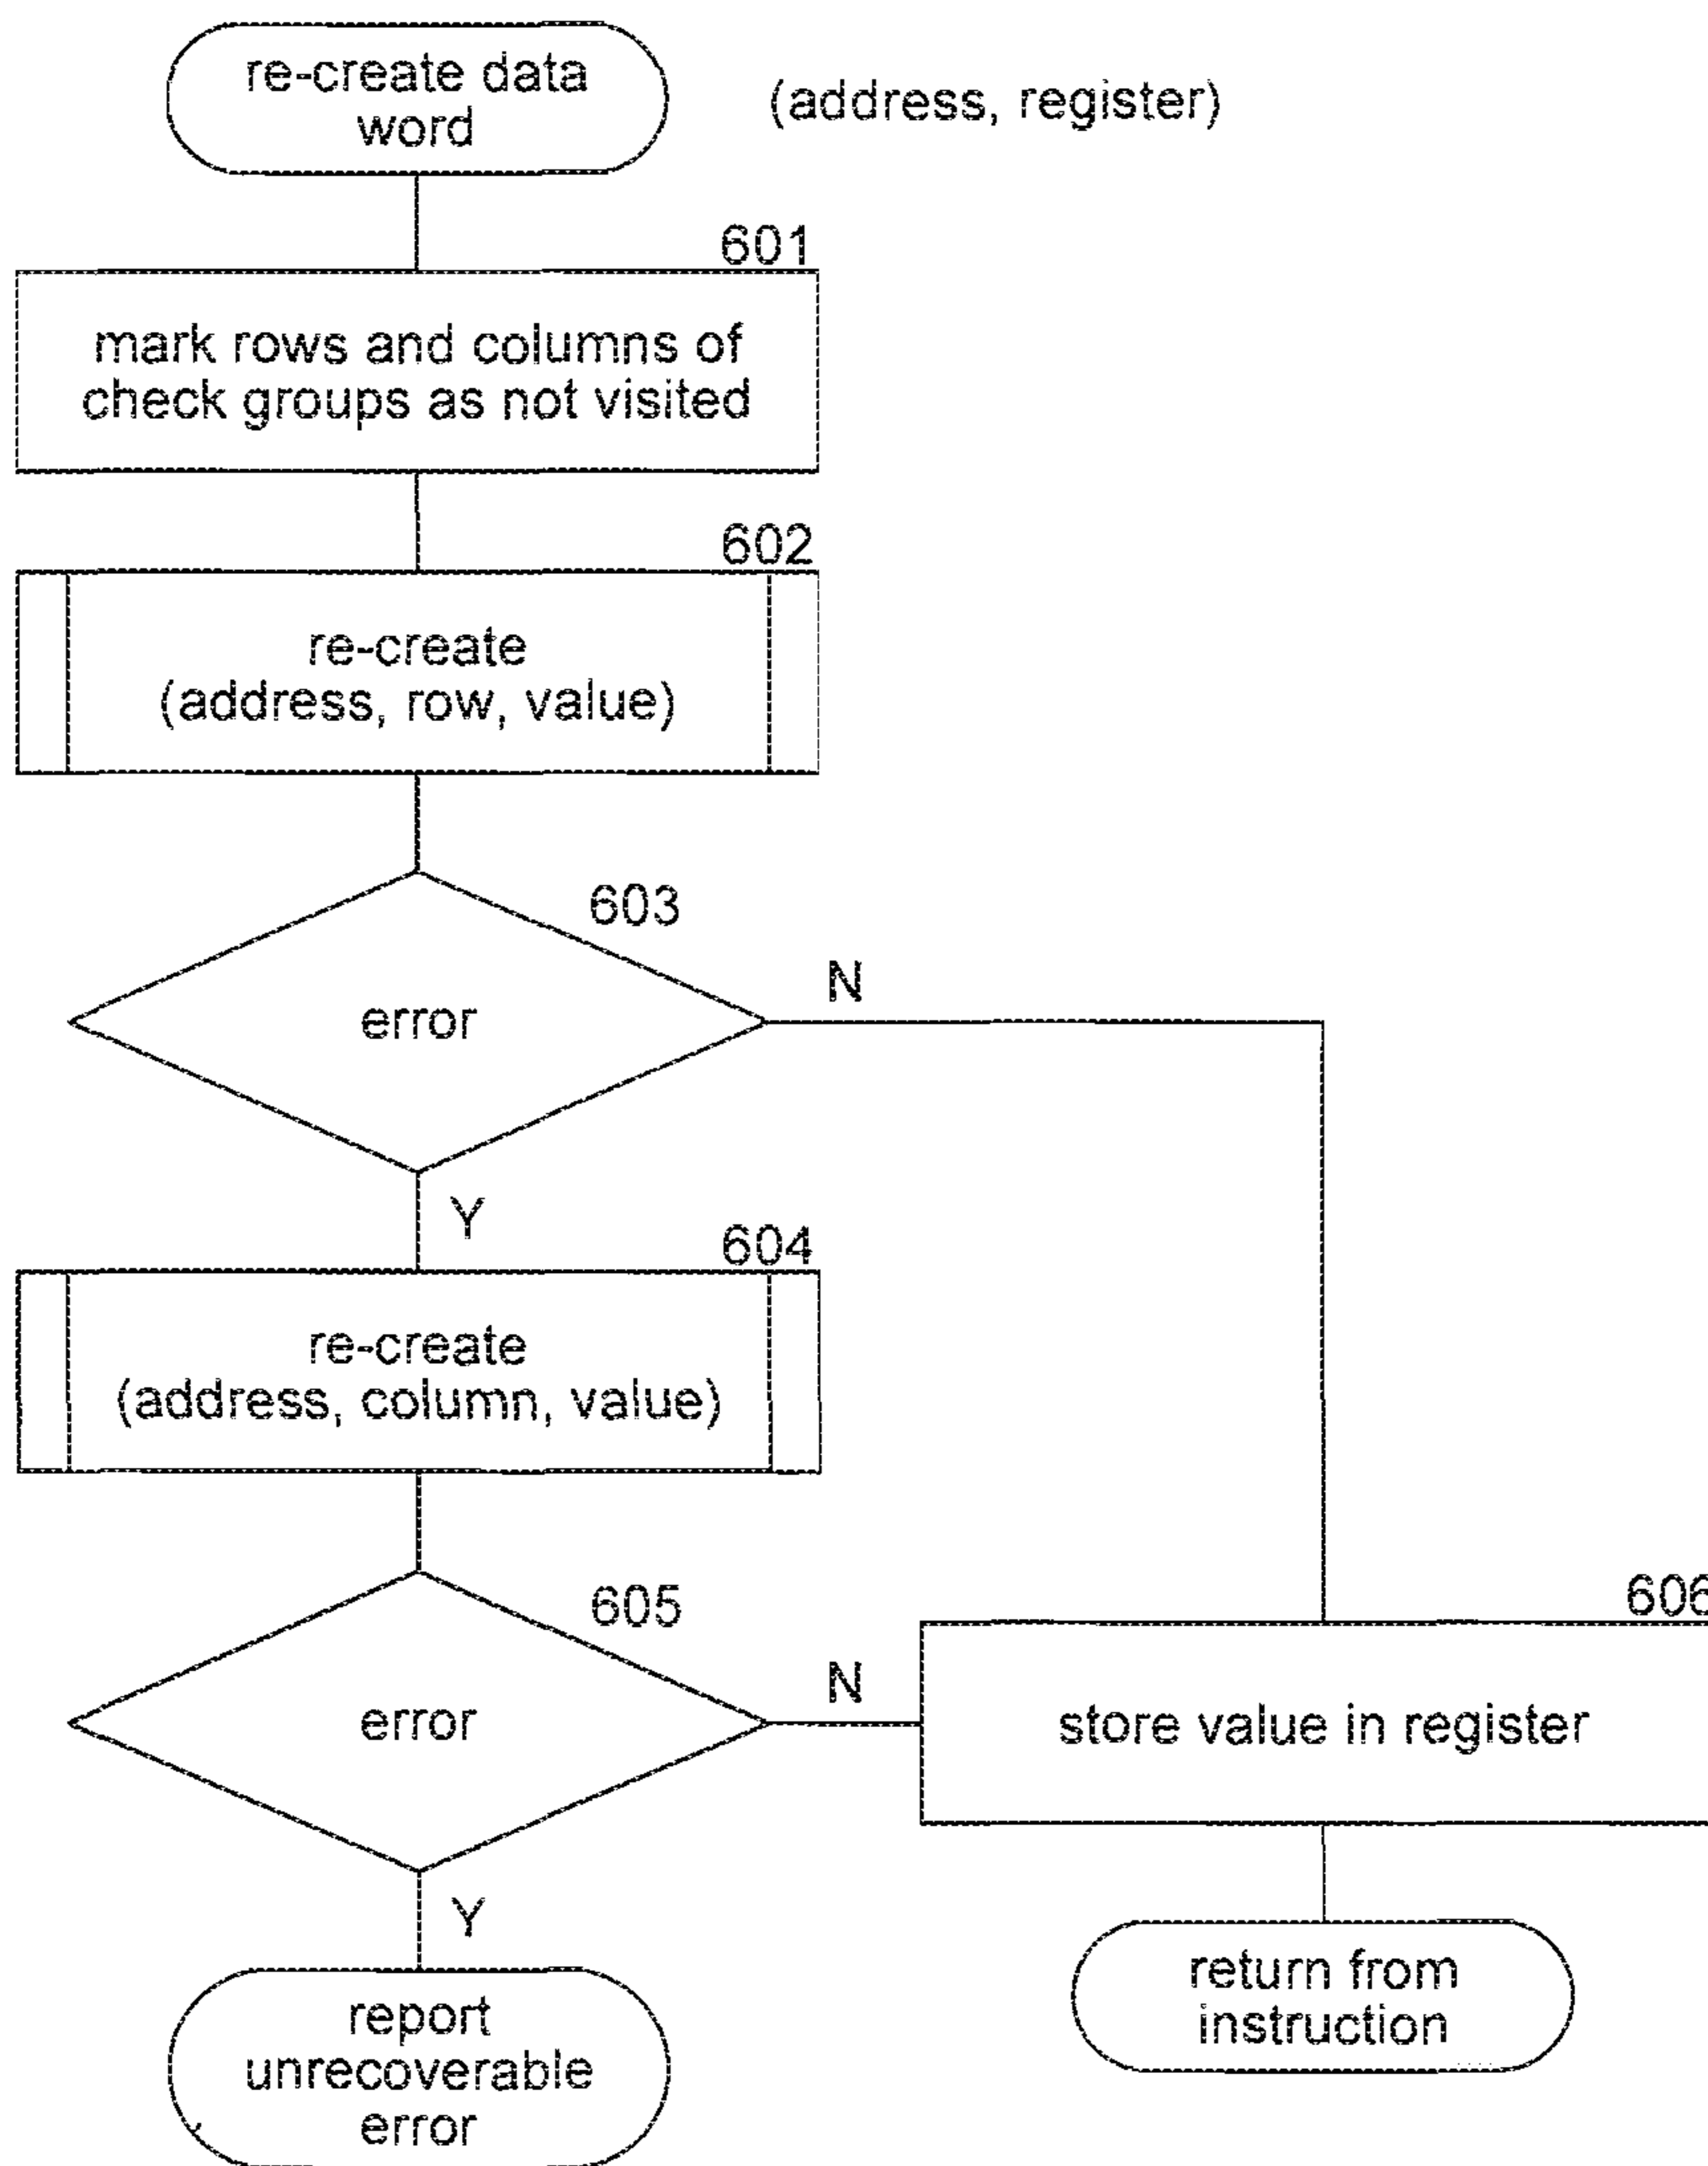 re-create data
word
(address, register)
601
mark rows and columns of
check groups as not visited
602
re-create
(address, row, value)
603
error
N
Y
604
re-create
(address, column, value)
605
error
N
606
store value in register
Y
report
unrecoverable
error
return from
instruction